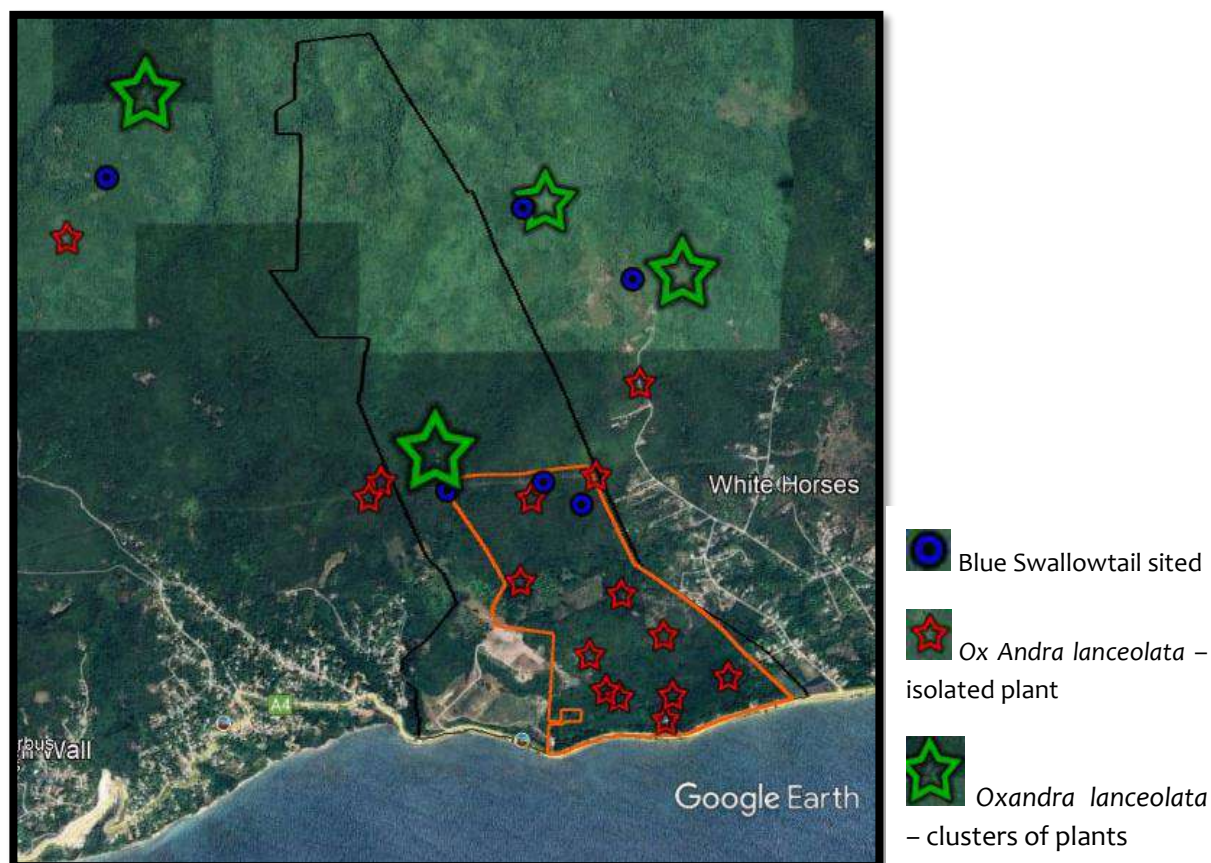 White Horses
A4
Wall
Google Earth
Blue Swallowtail sited
Ox Andra lanceolata –
isolated plant
Oxandra lanceolata
– clusters of plants